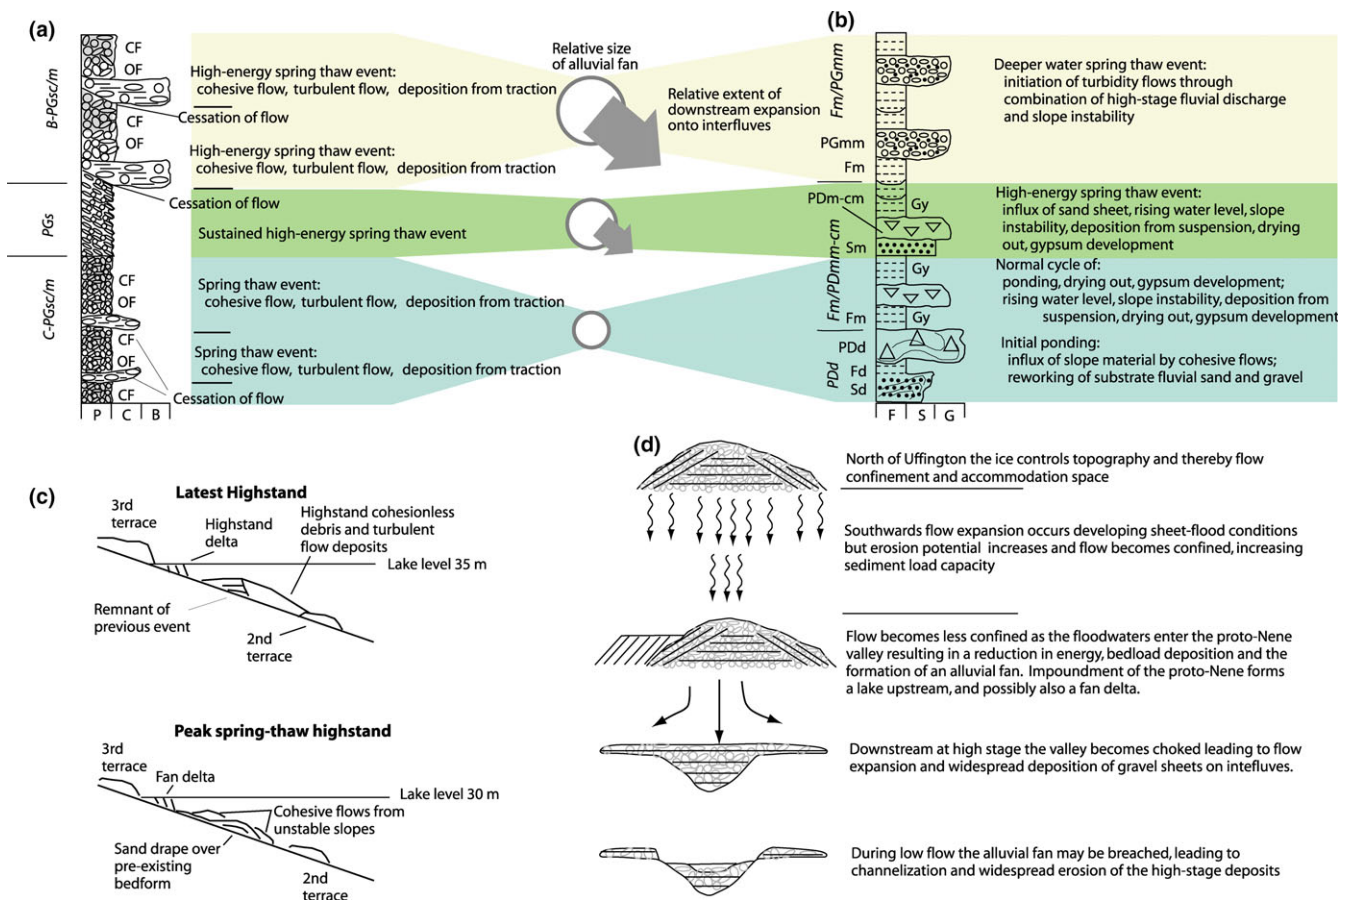 (a)
B-PGsc/m
PGs
C-PGsc/m
CF
OF
CF
OF
CF
OF
CF
OF
CF
P C B
High-energy spring thaw event:
cohesive flow, turbulent flow, deposition from traction
Cessation of flow
High-energy spring thaw event:
cohesive flow, turbulent flow, deposition from traction
Cessation of flow
Sustained high-energy spring thaw event
Spring thaw event:
cohesive flow, turbulent flow, deposition from traction
Spring thaw event:
cohesive flow, turbulent flow, deposition from traction
Cessation of flow
Relative size
of alluvial fan
Relative extent of
downstream expansion
onto interfluves
(b)
Fm/PGmm
Fm/PDmm-cm
PDd
PGmm
Fm
PDm-cm
Sm
Fm
PDd
Fd
Sd
Gy
Gy
Gy
F S G
Deeper water spring thaw event:
initiation of turbidity flows through
combination of high-stage fluvial discharge
and slope instability
High-energy spring thaw event:
influx of sand sheet, rising water level, slope
instability, deposition from suspension, drying
out, gypsum development
Normal cycle of:
ponding, drying out, gypsum development;
rising water level, slope instability, deposition from
suspension, drying out, gypsum development
Initial ponding:
influx of slope material by cohesive flows;
reworking of substrate fluvial sand and gravel
(c)
Latest Highstand
3rd
terrace
Highstand
delta
Highstand cohesionless
debris and turbulent
flow deposits
Lake level 35 m
Remnant of
previous event
2nd
terrace
Peak spring-thaw highstand
3rd
terrace
Fan delta
Lake level 30 m
Cohesive flows from
unstable slopes
Sand drape over
pre-existing
bedform
2nd
terrace
(d)
North of Uffington the ice controls topography and thereby flow
confinement and accommodation space
Southwards flow expansion occurs developing sheet-flood conditions
but erosion potential increases and flow becomes confined, increasing
sediment load capacity
Flow becomes less confined as the floodwaters enter the proto-Nene
valley resulting in a reduction in energy, bedload deposition and the
formation of an alluvial fan. Impoundment of the proto-Nene forms
a lake upstream, and possibly also a fan delta.
Downstream at high stage the valley becomes choked leading to flow
expansion and widespread deposition of gravel sheets on intefluves.
During low flow the alluvial fan may be breached, leading to
channelization and widespread erosion of the high-stage deposits